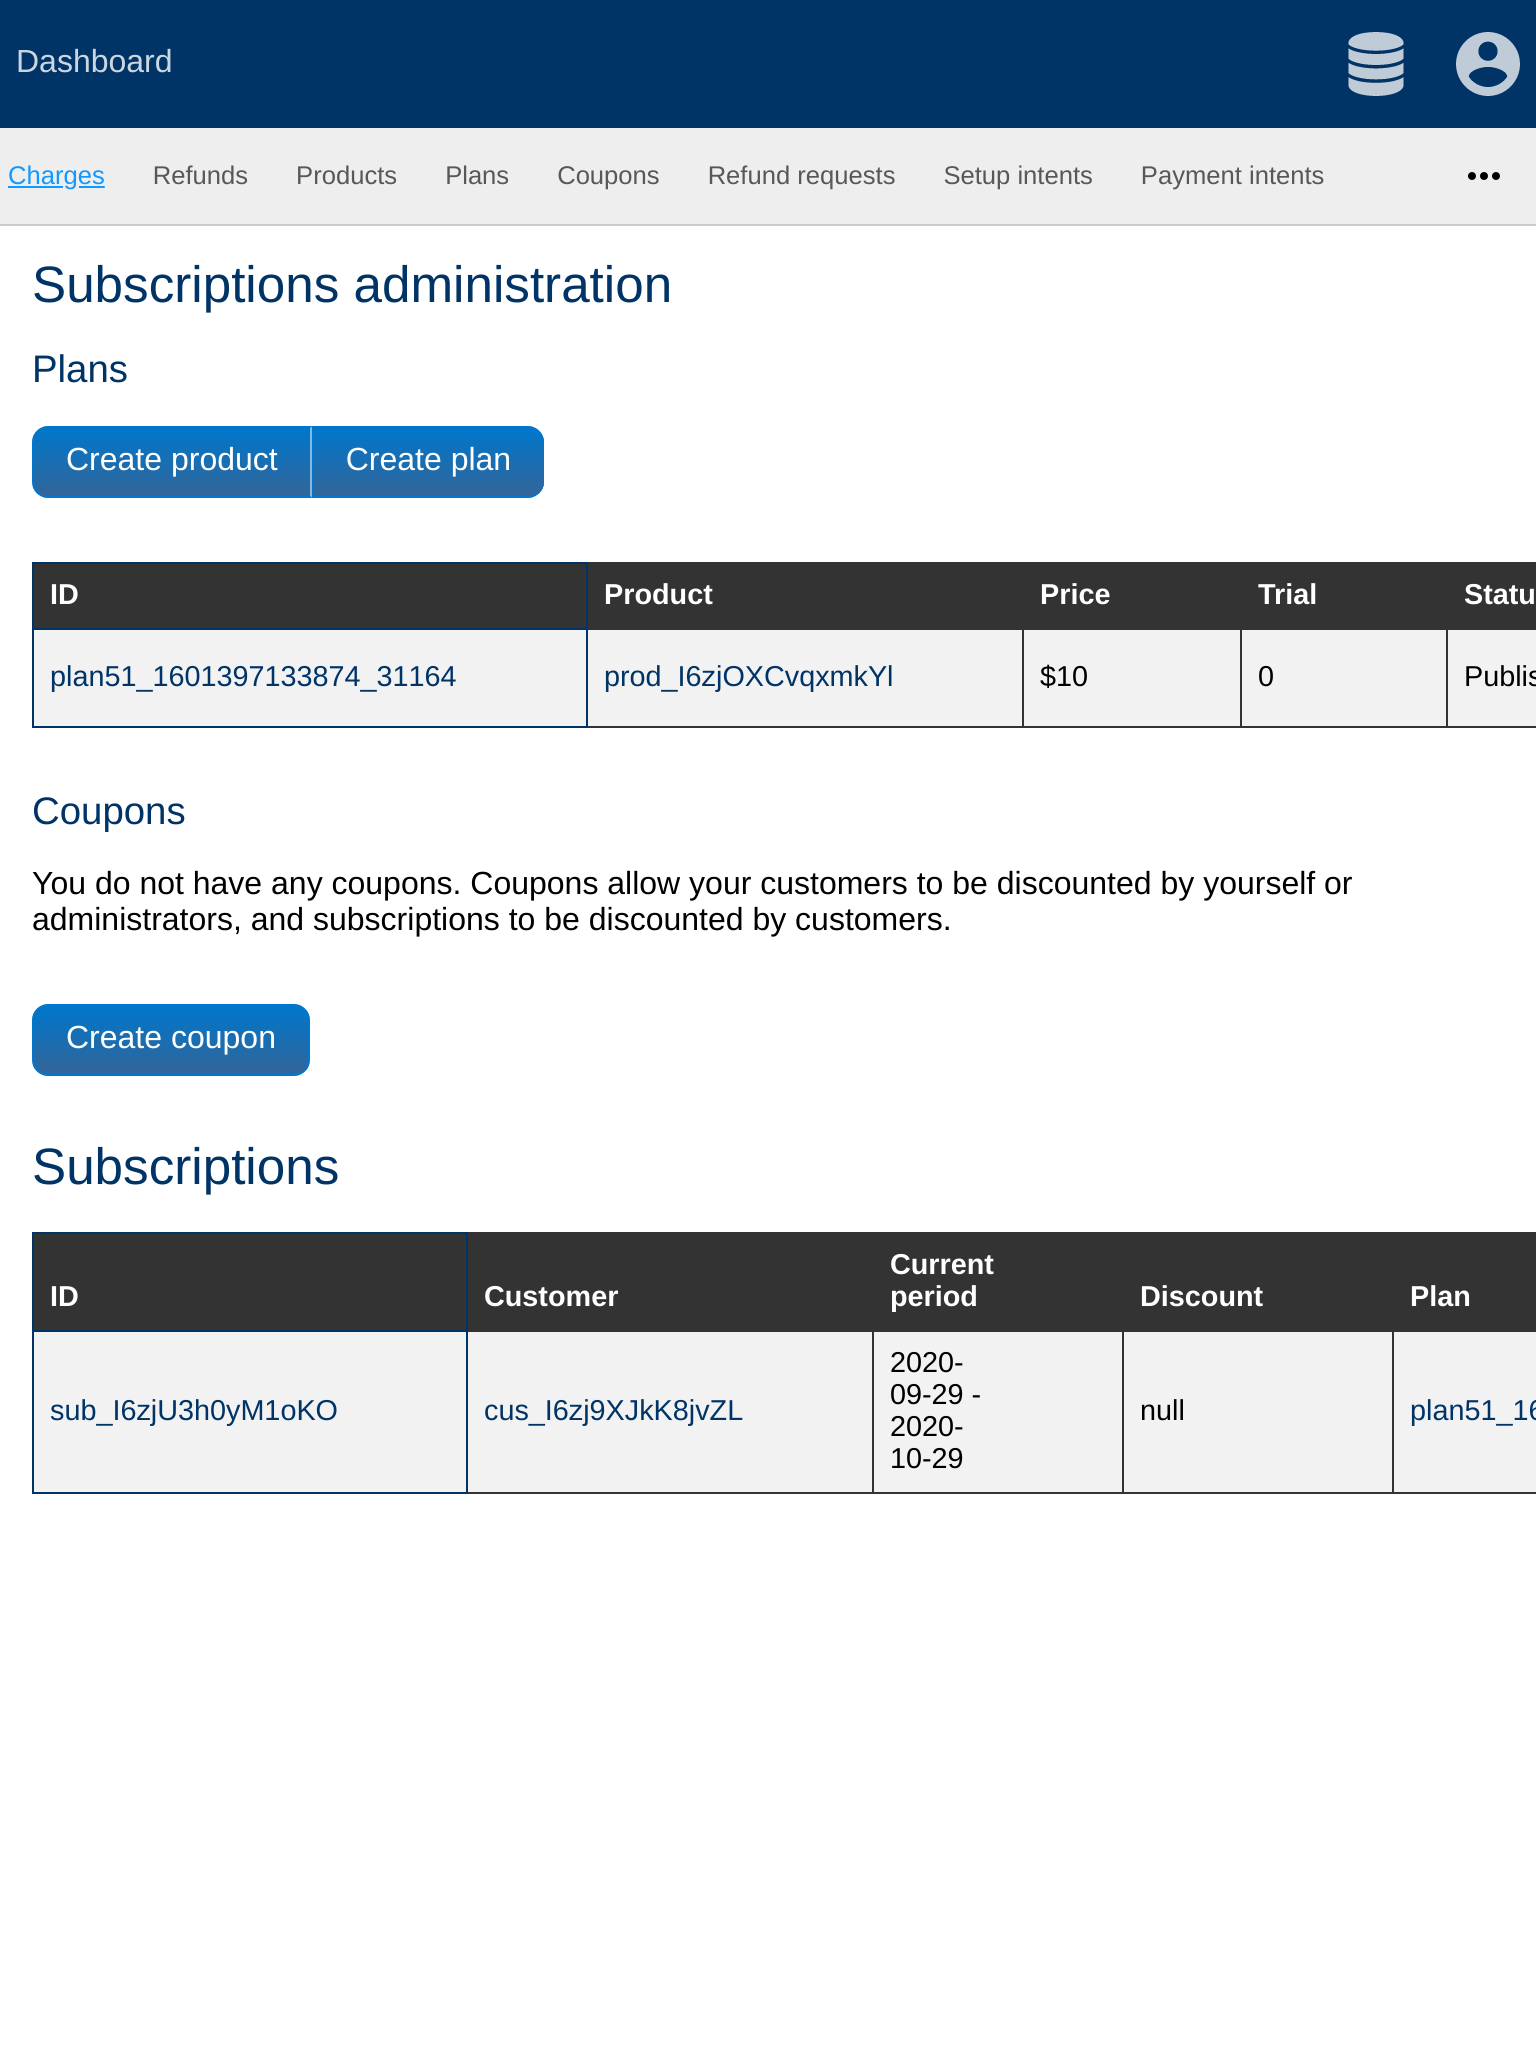 Dashboard
Charges Refunds Products Plans Coupons Refund requests Setup intents Payment intents
Subscriptions administration
Plans
Create product Create plan
ID Product Price Trial Statu
plan51_1601397133874_31164 prod_I6zjOXCvqxmkYl $10 0 Publis
Coupons
You do not have any coupons. Coupons allow your customers to be discounted by yourself or
administrators, and subscriptions to be discounted by customers.
Create coupon
Subscriptions
ID Customer Current period Discount Plan
sub_I6zjU3h0yM1oKO cus_I6zj9XJkK8jvZL 2020-
09-29 -
2020-
10-29 null plan51_16